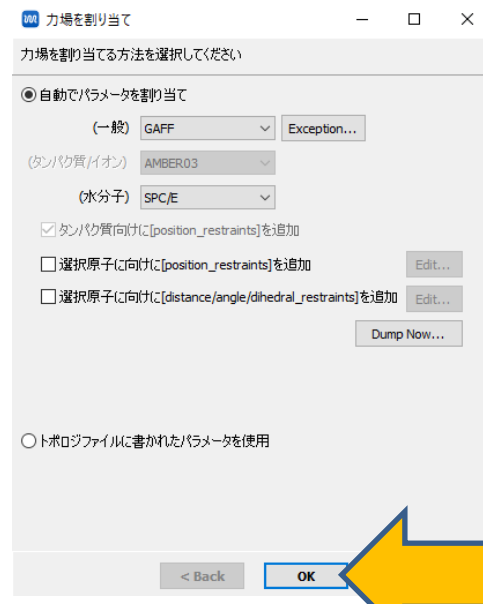 力場を割り当て
力場を割り当てる方法を選択してください
自動でパラメータを割り当て
(一般) GAFF Exception...
(タンパク質/イオン) AMBER03
(水分子) SPC/E
タンパク質向けに[position_restraints]を追加
選択原子に向けに[position_restraints]を追加 Edit...
選択原子に向けに[distance/angle/dihedral_restraints]を追加 Edit...
Dump Now...
トポロジファイルに書かれたパラメータを使用
< Back OK